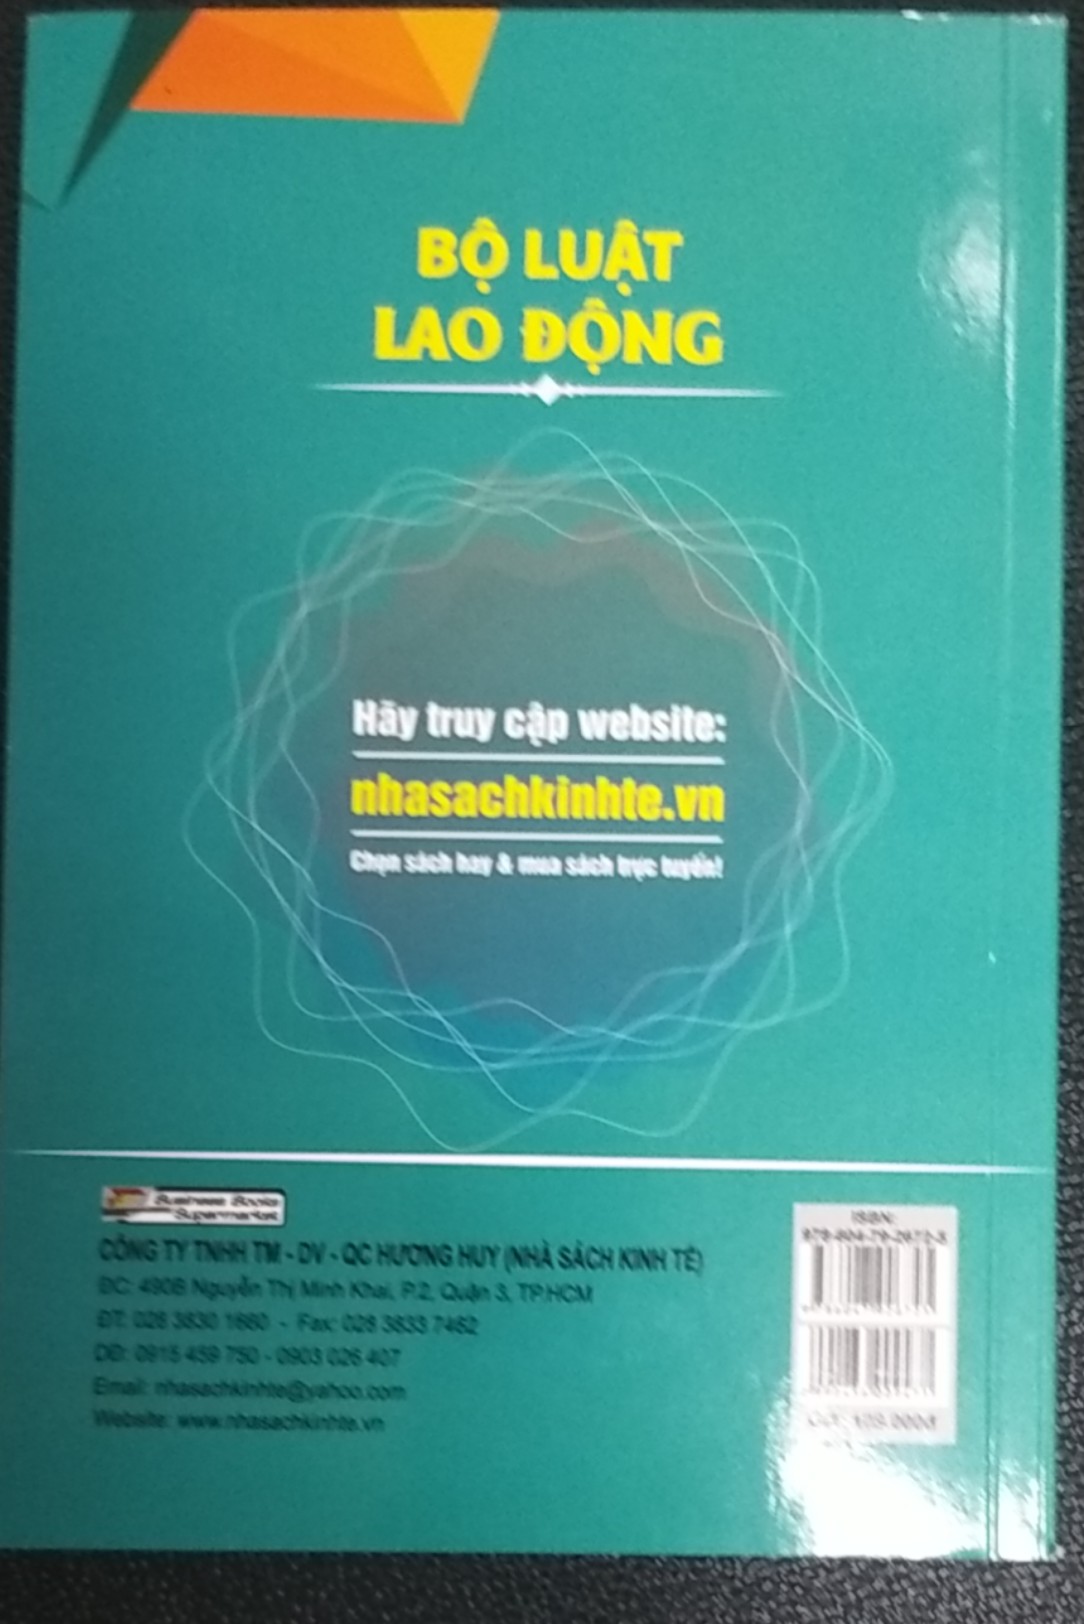 BỘ LUẬT
LAO ĐỘNG
Hãy truy cập website:
nhasachkinhte.vn
Chọn sách hay & mua sách trực tuyến!
Business Books
Supermarket
CÔNG TY TNHH TM - DV - QC HƯƠNG HUY (NHÀ SÁCH KINH TẾ)
ĐC: 490B Nguyễn Thị Minh Khai, P.2, Quận 3, TP.HCM
ĐT: 028 3830 1660 - Fax: 028 3833 7462
DĐ: 0915 459 750 - 0903 026 407
Email: nhasachkinhte@yahoo.com
Website: www.nhasachkinhte.vn
ISBN: